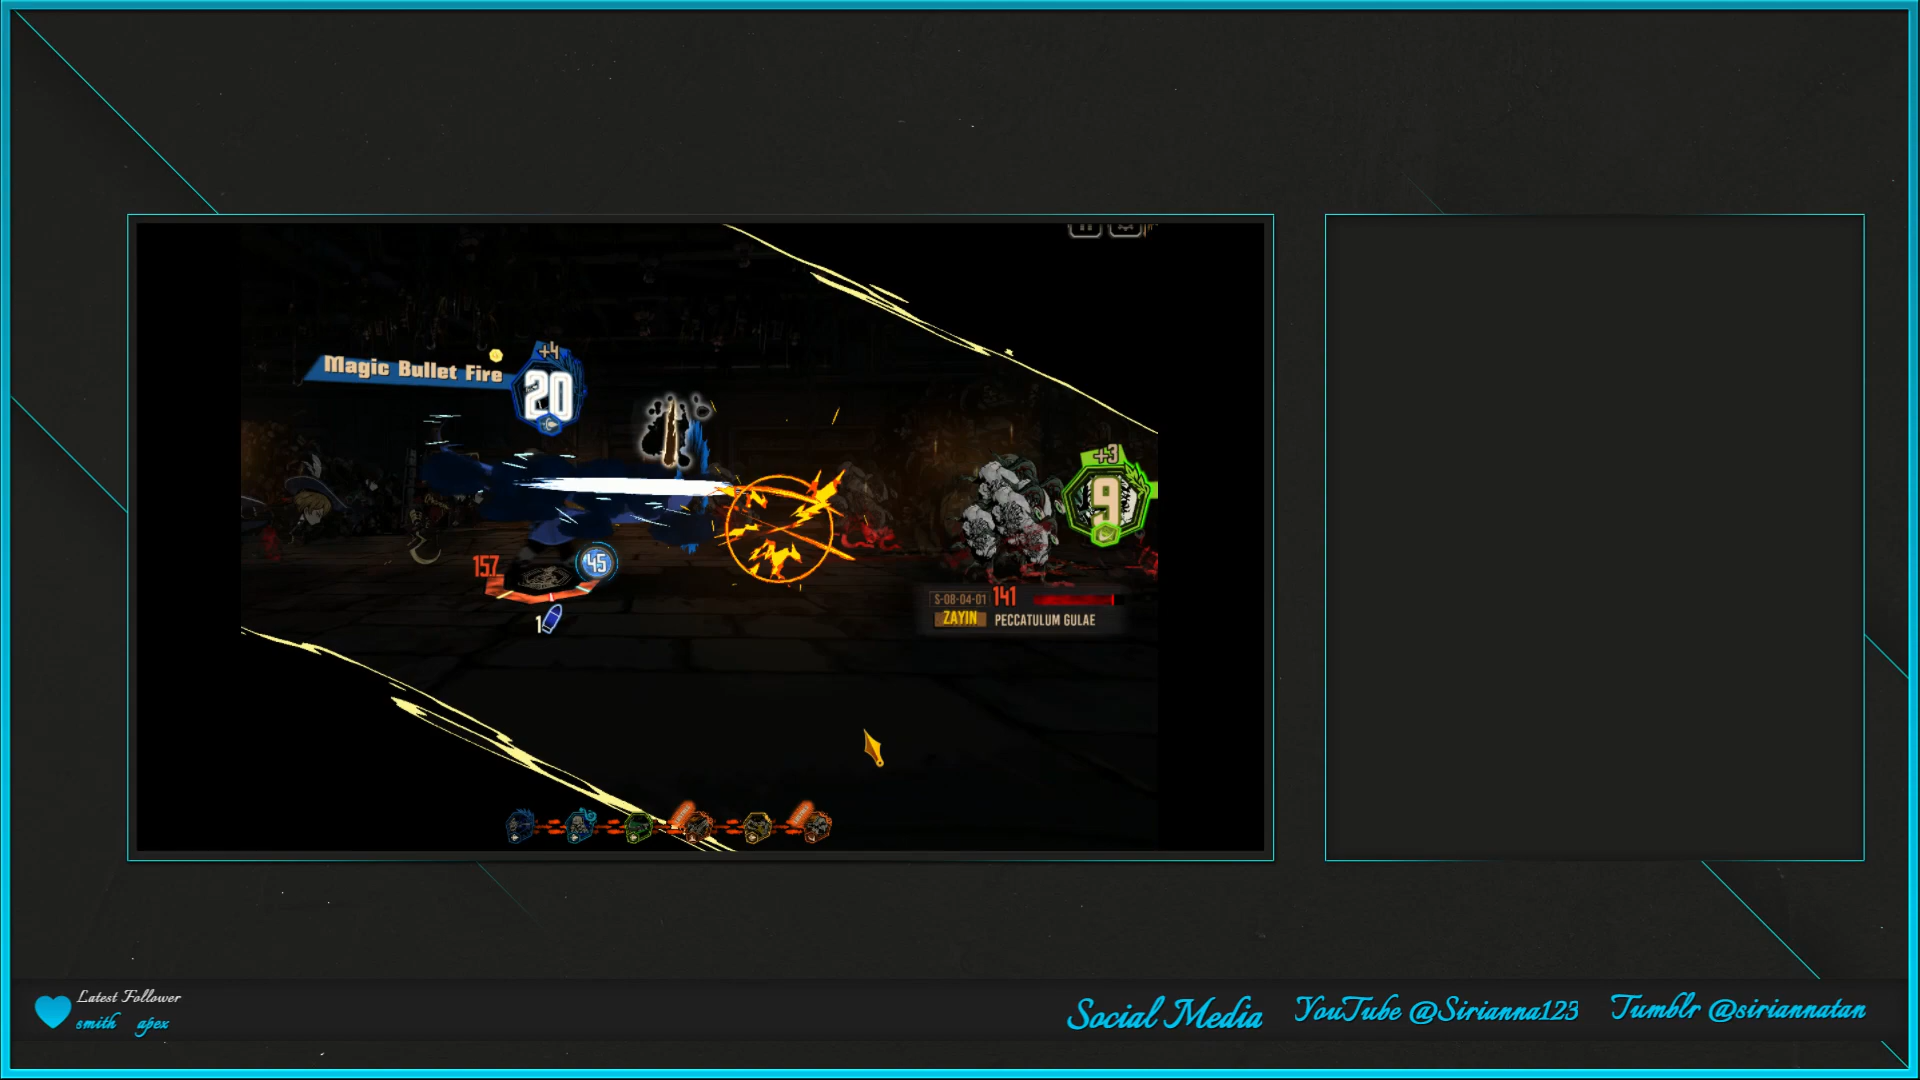 +4
Magic Bullet Fire
20
+3
9
157
45
1
S-08-04-01 141
ZAYIN PECCATULUM GULAE
Latest Follower
smith apex
Social Media YouTube @Sirianna123 Tumblr @siriannatan